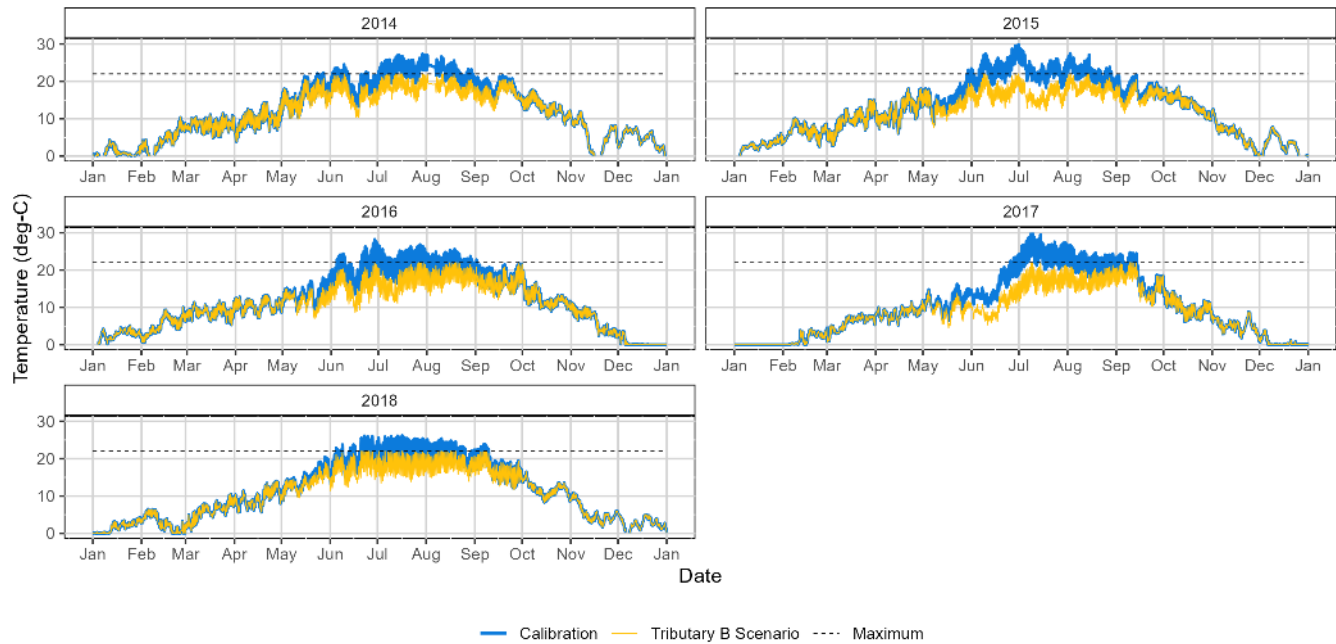 2014
2015
30
20
10
0
Jan Feb Mar Apr May Jun Jul Aug Sep Oct Nov Dec Jan
Jan Feb Mar Apr May Jun Jul Aug Sep Oct Nov Dec Jan
2016
2017
30
20
10
0
Jan Feb Mar Apr May Jun Jul Aug Sep Oct Nov Dec Jan
Jan Feb Mar Apr May Jun Jul Aug Sep Oct Nov Dec Jan
Temperature (deg-C)
2018
30
20
10
0
Jan Feb Mar Apr May Jun Jul Aug Sep Oct Nov Dec Jan
Date
Calibration Tributary B Scenario Maximum